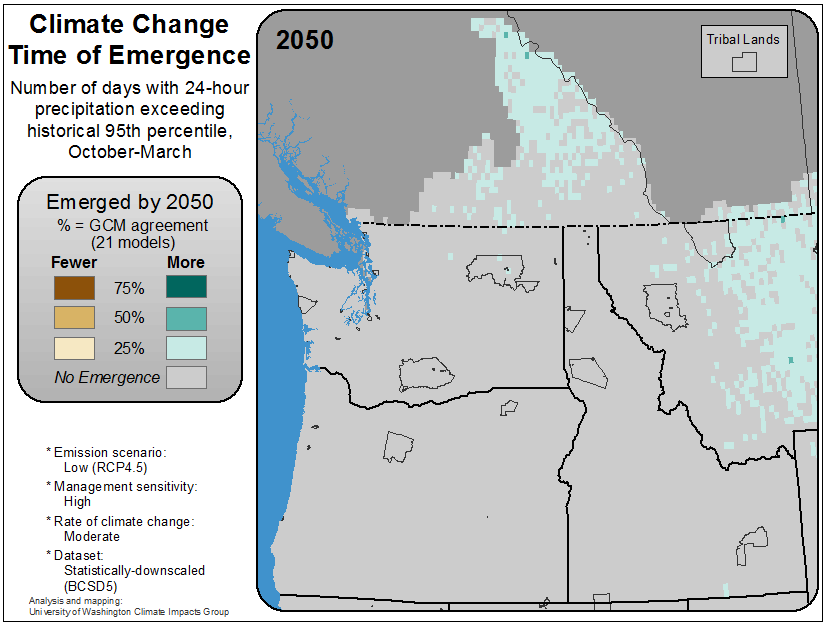 Climate Change
Time of Emergence
Number of days with 24-hour
precipitation exceeding
historical 95th percentile,
October-March
Emerged by 2050
% = GCM agreement
(21 models)
Fewer More
75%
50%
25%
No Emergence
* Emission scenario:
Low (RCP4.5)
* Management sensitivity:
High
* Rate of climate change:
Moderate
* Dataset:
Statistically-downscaled
(BCSD5)
Analysis and mapping:
University of Washington Climate Impacts Group
2050
Tribal Lands